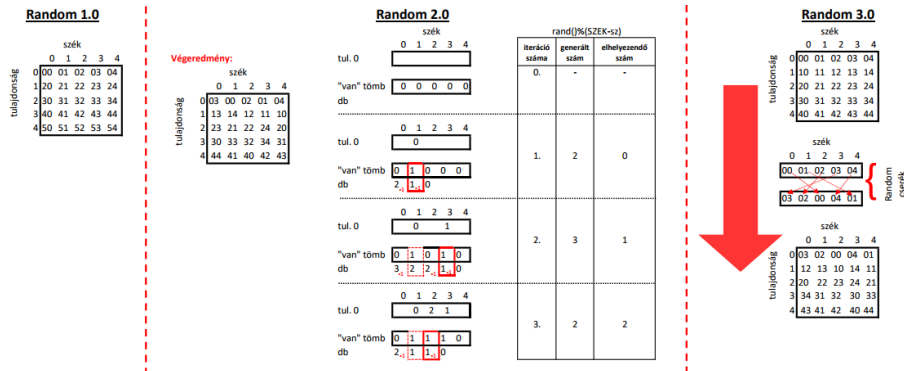 Random 1.0
szék
0 1 2 3 4
tulajdonság
0 00 01 02 03 04
1 20 21 22 23 24
2 30 31 32 33 34
3 40 41 42 43 44
4 50 51 52 53 54
Random 2.0
Végeredmény:
szék
0 1 2 3 4
tulajdonság
0 03 00 02 01 04
1 13 14 12 11 10
2 23 21 22 24 20
3 30 33 32 34 31
4 44 41 40 42 43
szék
0 1 2 3 4
tul. 0
"van" tömb 0 0 0 0 0
db
0 1 2 3 4
tul. 0 0
"van" tömb 0 1 0 0 0
db 2-1 1-1 0
0 1 2 3 4
tul. 0 0 1
"van" tömb 0 1 0 1 0
db 3-1 2 2-1 1-1 0
0 1 2 3 4
tul. 0 0 2 1
"van" tömb 0 1 1 1 0
db 2-1 1 1-1 0
rand()%(SZEK-sz)
iteráció száma generált szám elhelyezendő szám
0. - -
1. 2 0
2. 3 1
3. 2 2
Random 3.0
szék
0 1 2 3 4
tulajdonság
0 00 01 02 03 04
1 10 11 12 13 14
2 20 21 22 23 24
3 30 31 32 33 34
4 40 41 42 43 44
szék
0 1 2 3 4
00 01 02 03 04
03 02 00 04 01
Random cserék
szék
0 1 2 3 4
tulajdonság
0 03 02 00 04 01
1 12 13 10 14 11
2 20 22 23 24 21
3 34 31 32 30 33
4 43 41 42 40 44